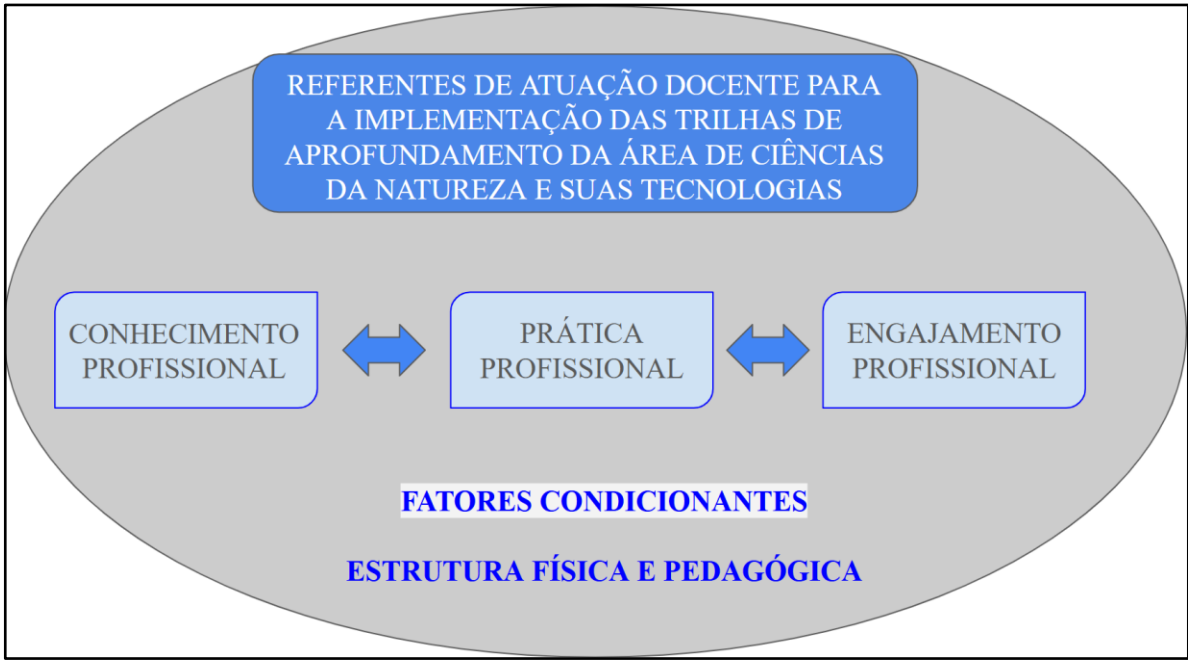 REFERENTES DE ATUAÇÃO DOCENTE PARA
A IMPLEMENTAÇÃO DAS TRILHAS DE
APROFUNDAMENTO DA ÁREA DE CIÊNCIAS
DA NATUREZA E SUAS TECNOLOGIAS
CONHECIMENTO
PROFISSIONAL
PRÁTICA
PROFISSIONAL
ENGAJAMENTO
PROFISSIONAL
FATORES CONDICIONANTES
ESTRUTURA FÍSICA E PEDAGÓGICA